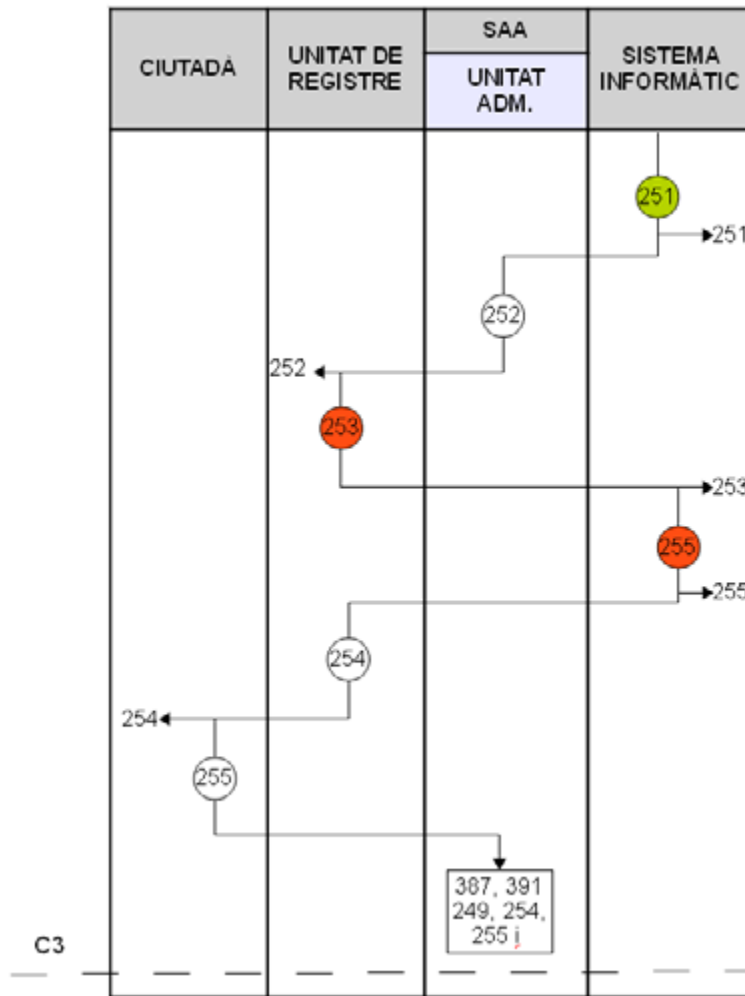 SAA
CIUTADÀ
UNITAT DE
REGISTRE
UNITAT
ADM.
SISTEMA
INFORMÀTIC
251
251
252
252
253
253
255
255
254
254
255
387, 391
249, 254,
255 i
C3